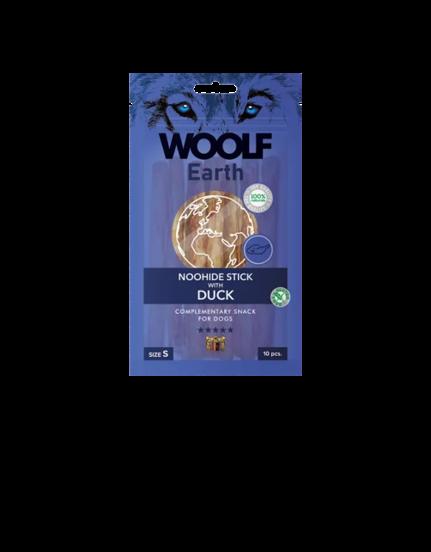 WOOLF
Earth
100%
NOOHIDE STICK
WITH
DUCK
COMPLEMENTARY SNACK
FOR DOGS
SIZE S
10 pcs.